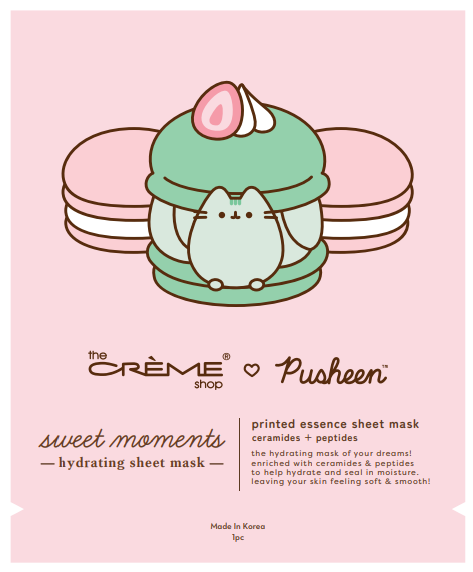 the
CRÈME®
shop
Pusheen™
sweet moments
— hydrating sheet mask —
printed essence sheet mask
ceramides + peptides
the hydrating mask of your dreams!
enriched with ceramides & peptides
to help hydrate and seal in moisture.
leaving your skin feeling soft & smooth!
Made In Korea
1pc